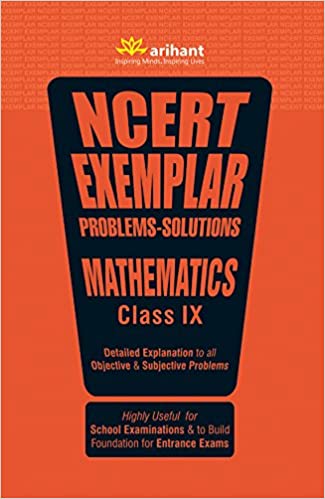 arihant
Inspiring Minds, Inspiring Lives
NCERT
EXEMPLAR
PROBLEMS-SOLUTIONS
MATHEMATICS
Class IX
Detailed Explanation to all
Objective & Subjective Problems
Highly Useful for
School Examinations & to Build
Foundation for Entrance Exams